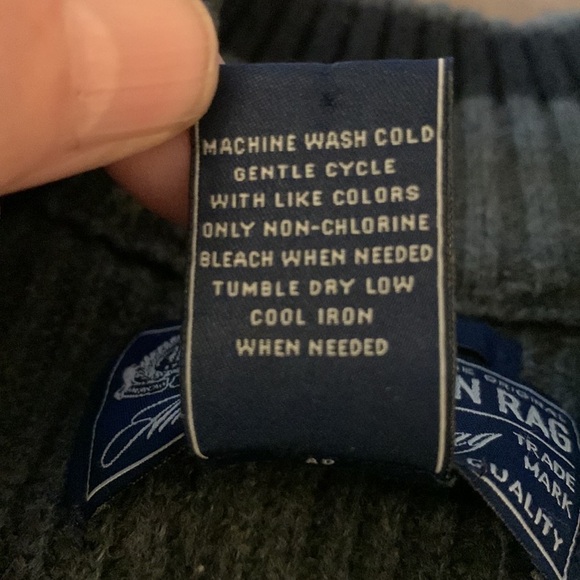 MACHINE WASH COLD
GENTLE CYCLE
WITH LIKE COLORS
ONLY NON-CHLORINE
BLEACH WHEN NEEDED
TUMBLE DRY LOW
COOL IRON
WHEN NEEDED
ORIGINAL
N RAG
TRADE
MARK
QUALITY